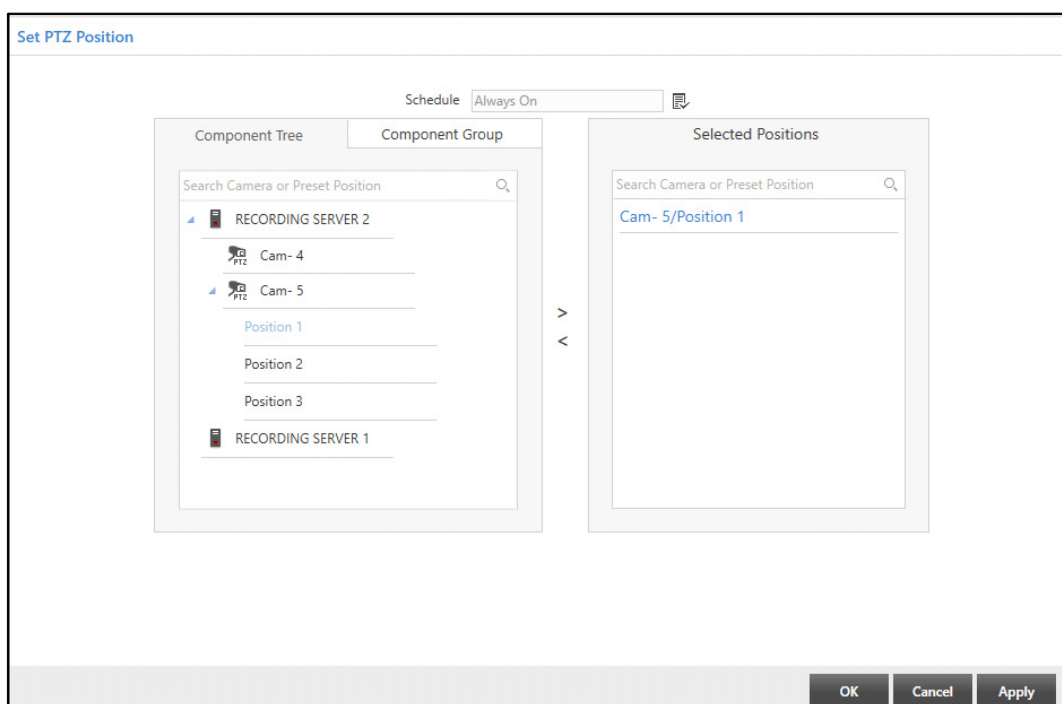 Set PTZ Position
Schedule Always On
Component Tree Component Group
Search Camera or Preset Position
RECORDING SERVER 2
PTZ Cam- 4
PTZ Cam- 5
Position 1
Position 2
Position 3
RECORDING SERVER 1
>
<
Selected Positions
Search Camera or Preset Position
Cam- 5/Position 1
OK Cancel Apply